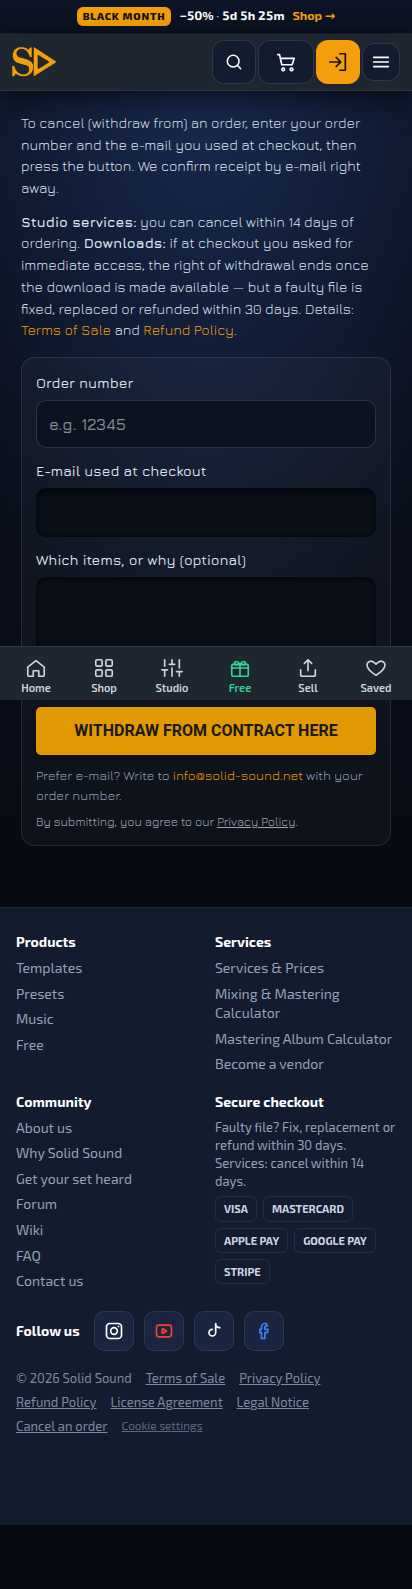 BLACK MONTH −50% · 5d 5h 25m Shop →
To cancel (withdraw from) an order, enter your order
number and the e-mail you used at checkout, then
press the button. We confirm receipt by e-mail right
away.
Studio services: you can cancel within 14 days of
ordering. Downloads: if at checkout you asked for
immediate access, the right of withdrawal ends once
the download is made available — but a faulty file is
fixed, replaced or refunded within 30 days. Details:
Terms of Sale and Refund Policy.
Order number
e.g. 12345
E-mail used at checkout
Which items, or why (optional)
Home Shop Studio Free Sell Saved
WITHDRAW FROM CONTRACT HERE
Prefer e-mail? Write to info@solid-sound.net with your
order number.
By submitting, you agree to our Privacy Policy.
Products
Templates
Presets
Music
Free
Services
Services & Prices
Mixing & Mastering
Calculator
Mastering Album Calculator
Become a vendor
Community
About us
Why Solid Sound
Get your set heard
Forum
Wiki
FAQ
Contact us
Secure checkout
Faulty file? Fix, replacement or
refund within 30 days.
Services: cancel within 14
days.
VISA MASTERCARD
APPLE PAY GOOGLE PAY
STRIPE
Follow us
© 2026 Solid Sound Terms of Sale Privacy Policy
Refund Policy License Agreement Legal Notice
Cancel an order Cookie settings